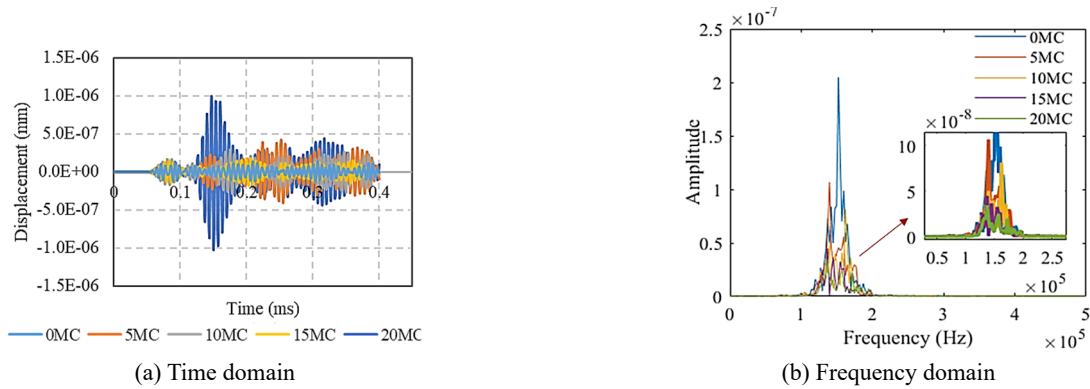 1.5E-06
1.0E-06
5.0E-07
0.0E+00
-5.0E-07
-1.0E-06
-1.5E-06
Displacement (mm)
0 0.1 0.2 0.3 0.4
Time (ms)
0MC 5MC 10MC 15MC 20MC
(a) Time domain
×10^-7
2.5
2
1.5
1
0.5
0
Amplitude
0 1 2 3 4 5
Frequency (Hz)
×10^5
0MC
5MC
10MC
15MC
20MC
×10^-8
10
5
0
0.5 1 1.5 2 2.5
×10^5
(b) Frequency domain